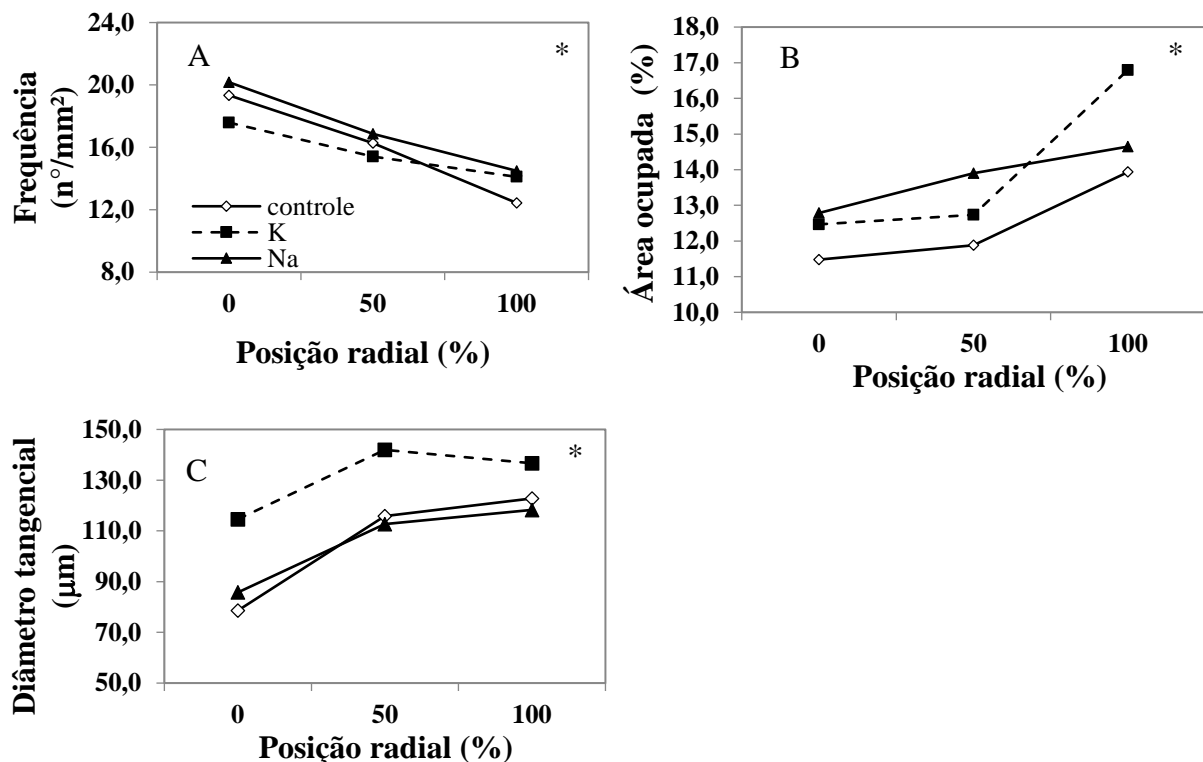 24,0
20,0
16,0
12,0
8,0
Frequência
(n°/mm²)
A
*
controle
K
Na
0 50 100
Posição radial (%)
18,0
17,0
16,0
15,0
14,0
13,0
12,0
11,0
10,0
Área ocupada (%)
B
*
0 50 100
Posição radial (%)
150,0
130,0
110,0
90,0
70,0
50,0
Diâmetro tangencial
(µm)
C
*
0 50 100
Posição radial (%)